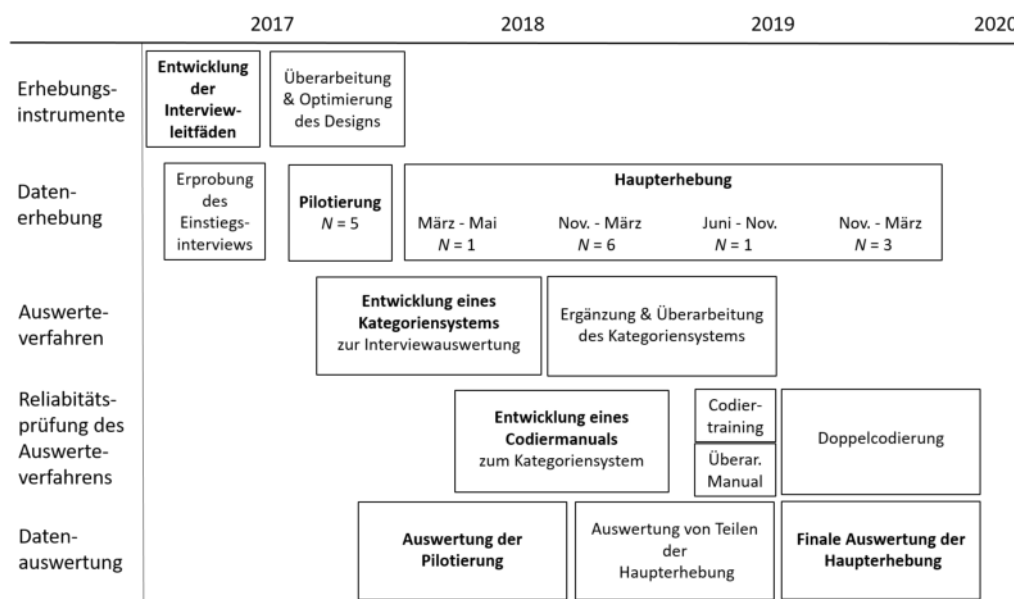 2017 2018 2019 2020
Erhebungs-
instrumente
Entwicklung
der
Interview-
leitfäden
Überarbeitung
& Optimierung
des Designs
Daten-
erhebung
Erprobung
des
Einstiegs-
interviews
Pilotierung
N = 5
Haupterhebung
März - Mai
N = 1
Nov. - März
N = 6
Juni - Nov.
N = 1
Nov. - März
N = 3
Auswerte-
verfahren
Entwicklung eines
Kategoriensystems
zur Interviewauswertung
Ergänzung & Überarbeitung
des Kategoriensystems
Reliabilitäts-
prüfung des
Auswerte-
verfahrens
Entwicklung eines
Codiermanuals
zum Kategoriensystem
Codier-
training
Überar.
Manual
Doppelcodierung
Daten-
auswertung
Auswertung der
Pilotierung
Auswertung von Teilen
der
Haupterhebung
Finale Auswertung der
Haupterhebung